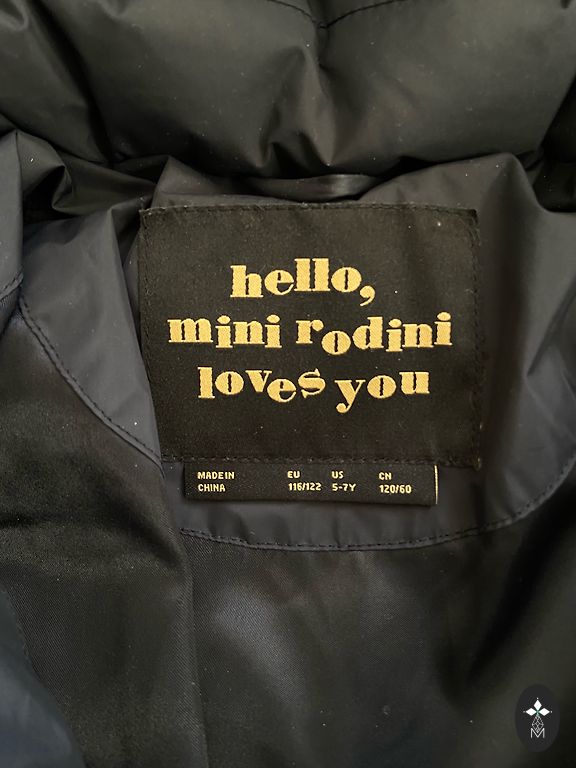 hello,
mini rodini
loves you
MADE IN EU US CN
CHINA 116/122 5-7Y 120/60
M